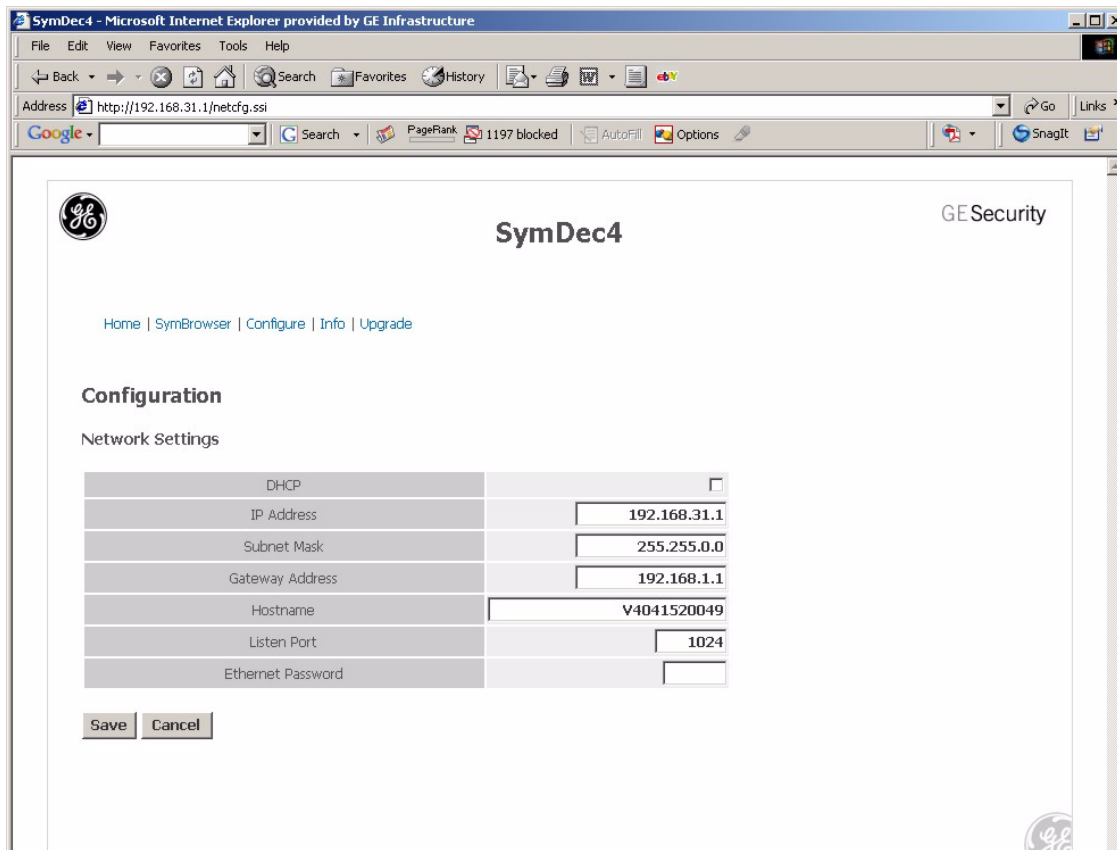 SymDec4 - Microsoft Internet Explorer provided by GE Infrastructure
File Edit View Favorites Tools Help
Back Search Favorites History
Address http://192.168.31.1/netcfg.ssi Go Links
Google Search PageRank 1197 blocked AutoFill Options SnagIt
GE
SymDec4
GE Security
Home | SymBrowser | Configure | Info | Upgrade
Configuration
Network Settings
DHCP
IP Address 192.168.31.1
Subnet Mask 255.255.0.0
Gateway Address 192.168.1.1
Hostname V4041520049
Listen Port 1024
Ethernet Password
Save Cancel
GE